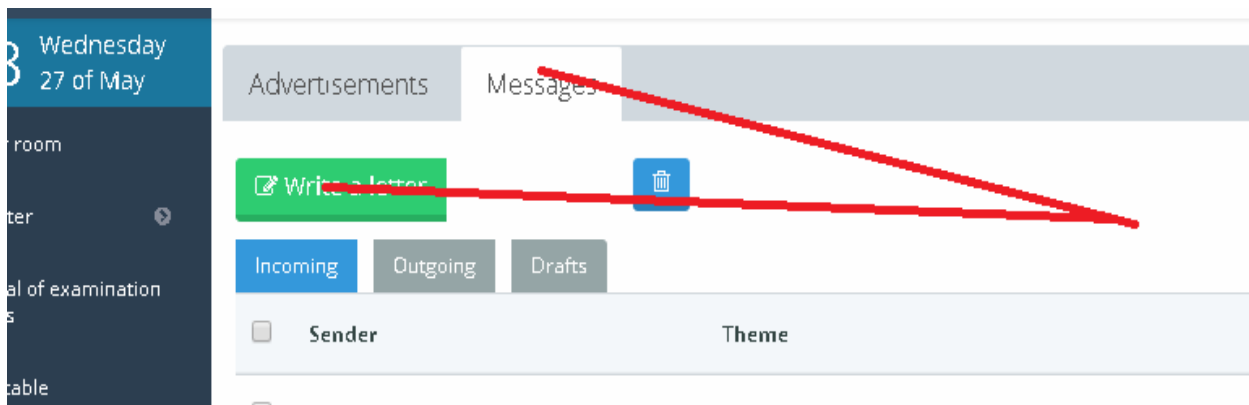 Wednesday
27 of May
Advertisements Messages
room
Write a letter
ter
Incoming Outgoing Drafts
al of examination
s
Sender Theme
table